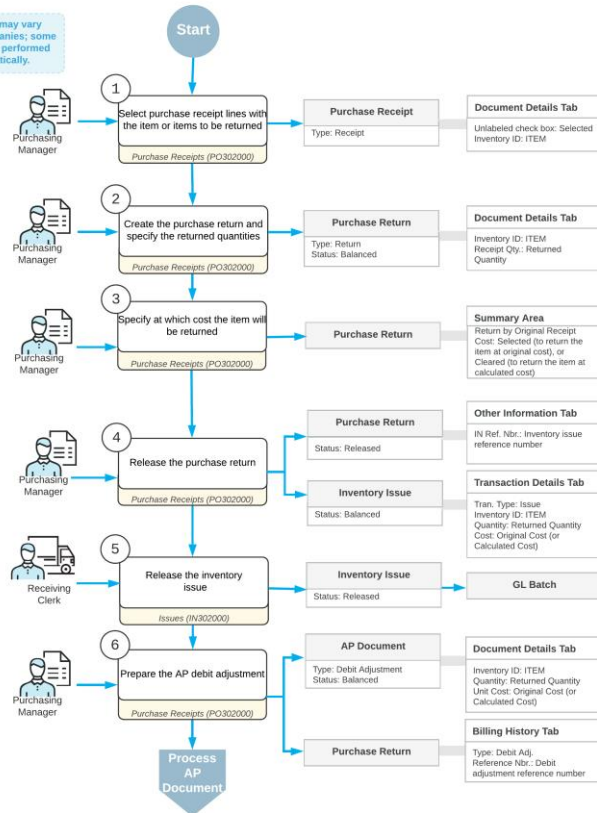 may vary
anies; some
performed
tically.
Start
1
Select purchase receipt lines with
the item or items to be returned
Purchase Receipts (PO302000)
Purchasing
Manager
Purchase Receipt
Type: Receipt
Document Details Tab
Unlabeled check box: Selected
Inventory ID: ITEM
2
Create the purchase return and
specify the returned quantities
Purchase Receipts (PO302000)
Purchasing
Manager
Purchase Return
Type: Return
Status: Balanced
Document Details Tab
Inventory ID: ITEM
Receipt Qty.: Returned
Quantity
3
Specify at which cost the item will
be returned
Purchase Receipts (PO302000)
Purchasing
Manager
Purchase Return
Summary Area
Return by Original Receipt
Cost: Selected (to return the
item at original cost), or
Cleared (to return the item at
calculated cost)
4
Release the purchase return
Purchase Receipts (PO302000)
Purchasing
Manager
Purchase Return
Status: Released
Other Information Tab
IN Ref. Nbr.: Inventory issue
reference number
Inventory Issue
Status: Balanced
Transaction Details Tab
Tran. Type: Issue
Inventory ID: ITEM
Quantity: Returned Quantity
Cost: Original Cost (or
Calculated Cost)
5
Release the inventory
issue
Issues (IN302000)
Receiving
Clerk
Inventory Issue
Status: Released
GL Batch
6
Prepare the AP debit adjustment
Purchase Receipts (PO302000)
Purchasing
Manager
AP Document
Type: Debit Adjustment
Status: Balanced
Document Details Tab
Inventory ID: ITEM
Quantity: Returned Quantity
Unit Cost: Original Cost (or
Calculated Cost)
Purchase Return
Billing History Tab
Type: Debit Adj.
Reference Nbr.: Debit
adjustment reference number
Process
AP
Document